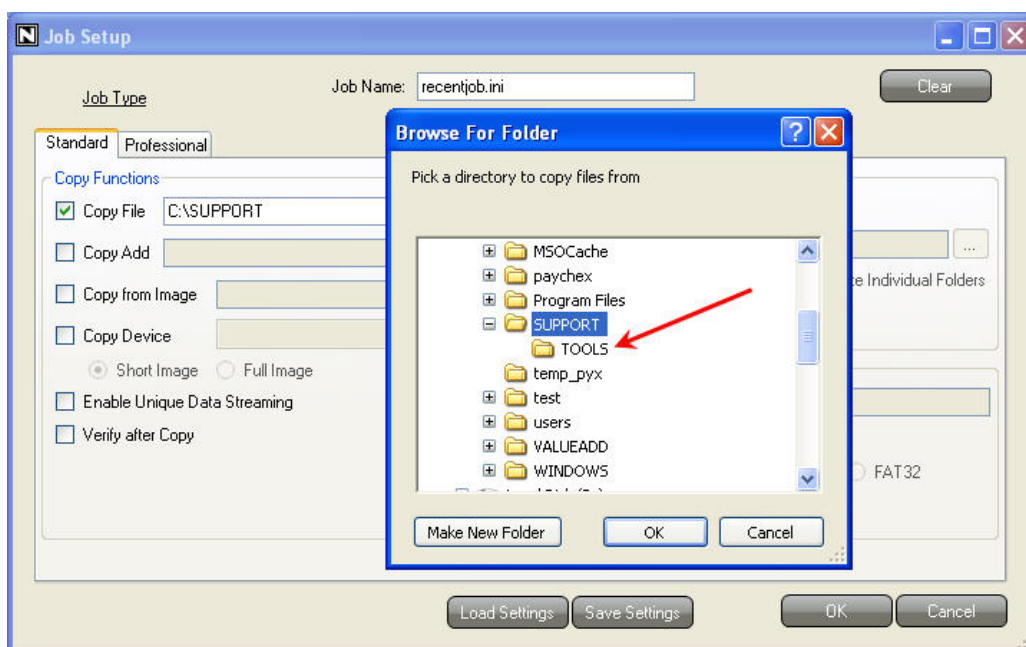 Job Setup
Job Type
Job Name: recentjob.ini
Clear
Standard Professional
Copy Functions
Copy File C:\SUPPORT
Copy Add
Copy from Image
Copy Device
Short Image Full Image
Enable Unique Data Streaming
Verify after Copy
Browse For Folder
Pick a directory to copy files from
MSOCache
paychex
Program Files
SUPPORT
TOOLS
temp_pyx
test
users
VALUEADD
WINDOWS
Make New Folder OK Cancel
...
Individual Folders
FAT32
Load Settings Save Settings OK Cancel